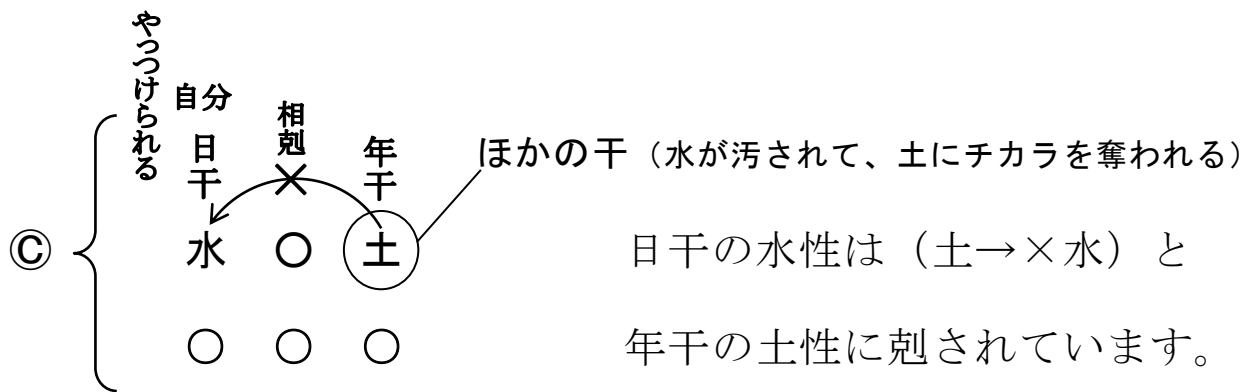 やっつけられる
自分
日干
相剋
×
年干
ほかの干（水が汚されて、土にチカラを奪われる）
Ⓒ
水 〇 土
〇 〇 〇
日干の水性は（土→×水）と
年干の土性に剋されています。